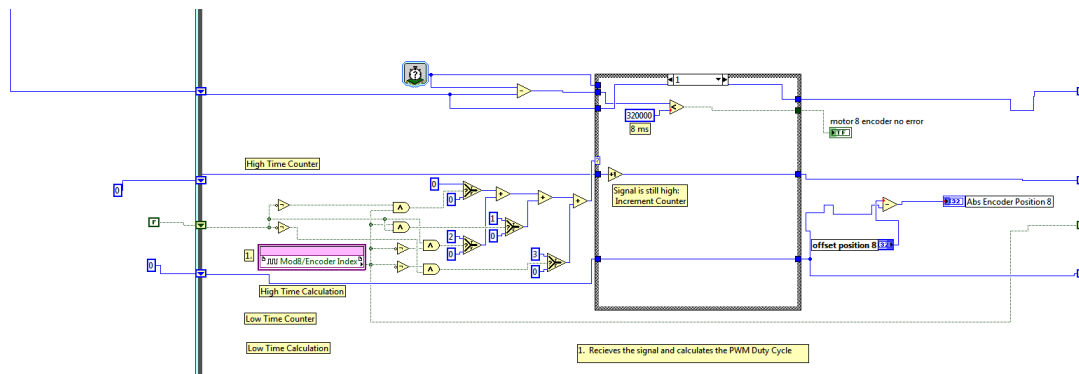 1
320000
8 ms
motor 8 encoder no error
TF
High Time Counter
0
0
0
+1
Signal is still high:
Increment Counter
F
1
0
I32
Abs Encoder Position 8
2
0
offset position 8
I32
1.
Mod8/Encoder Index
3
0
0
High Time Calculation
Low Time Counter
Low Time Calculation
1. Recieves the signal and calculates the PWM Duty Cycle